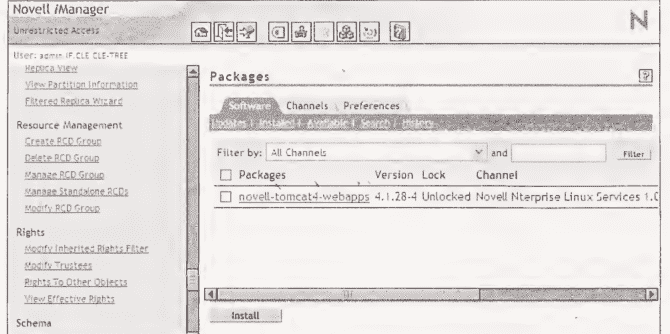 Novell iManager
Unrestricted Access
N
User: admin.IF.CLE.CLE-TREE
Replica View
View Partition Information
Filtered Replica Wizard
Resource Management
Create RCD Group
Delete RCD Group
Manage RCD Group
Manage Standalone RCDs
Modify RCD Group
Rights
Modify Inherited Rights Filter
Modify Trustees
Rights To Other Objects
View Effective Rights
Schema
Packages
?
Software \ Channels \ Preferences \
Updates | Installed | Available | Search | History
Filter by: All Channels and Filter
Packages Version Lock Channel
novell-tomcat4-webapps 4.1.28-4 Unlocked Novell Nterprise Linux Services 1.0
Install